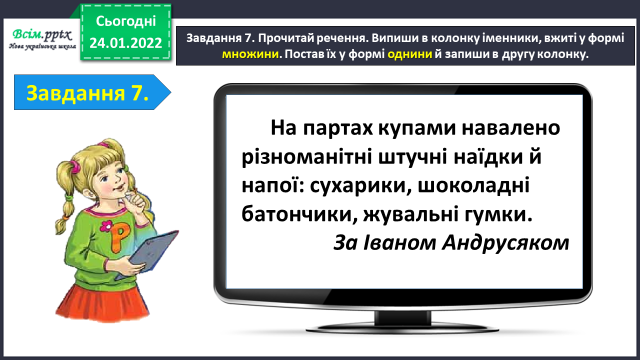 Всім.pptx
Нова українська школа
Сьогодні
24.01.2022
Завдання 7. Прочитай речення. Випиши в колонку іменники, вжиті у формі
множини. Постав їх у формі однини й запиши в другу колонку.
Завдання 7.
На партах купами навалено
різноманітні штучні наїдки й
напої: сухарики, шоколадні
батончики, жувальні гумки.
За Іваном Андрусяком